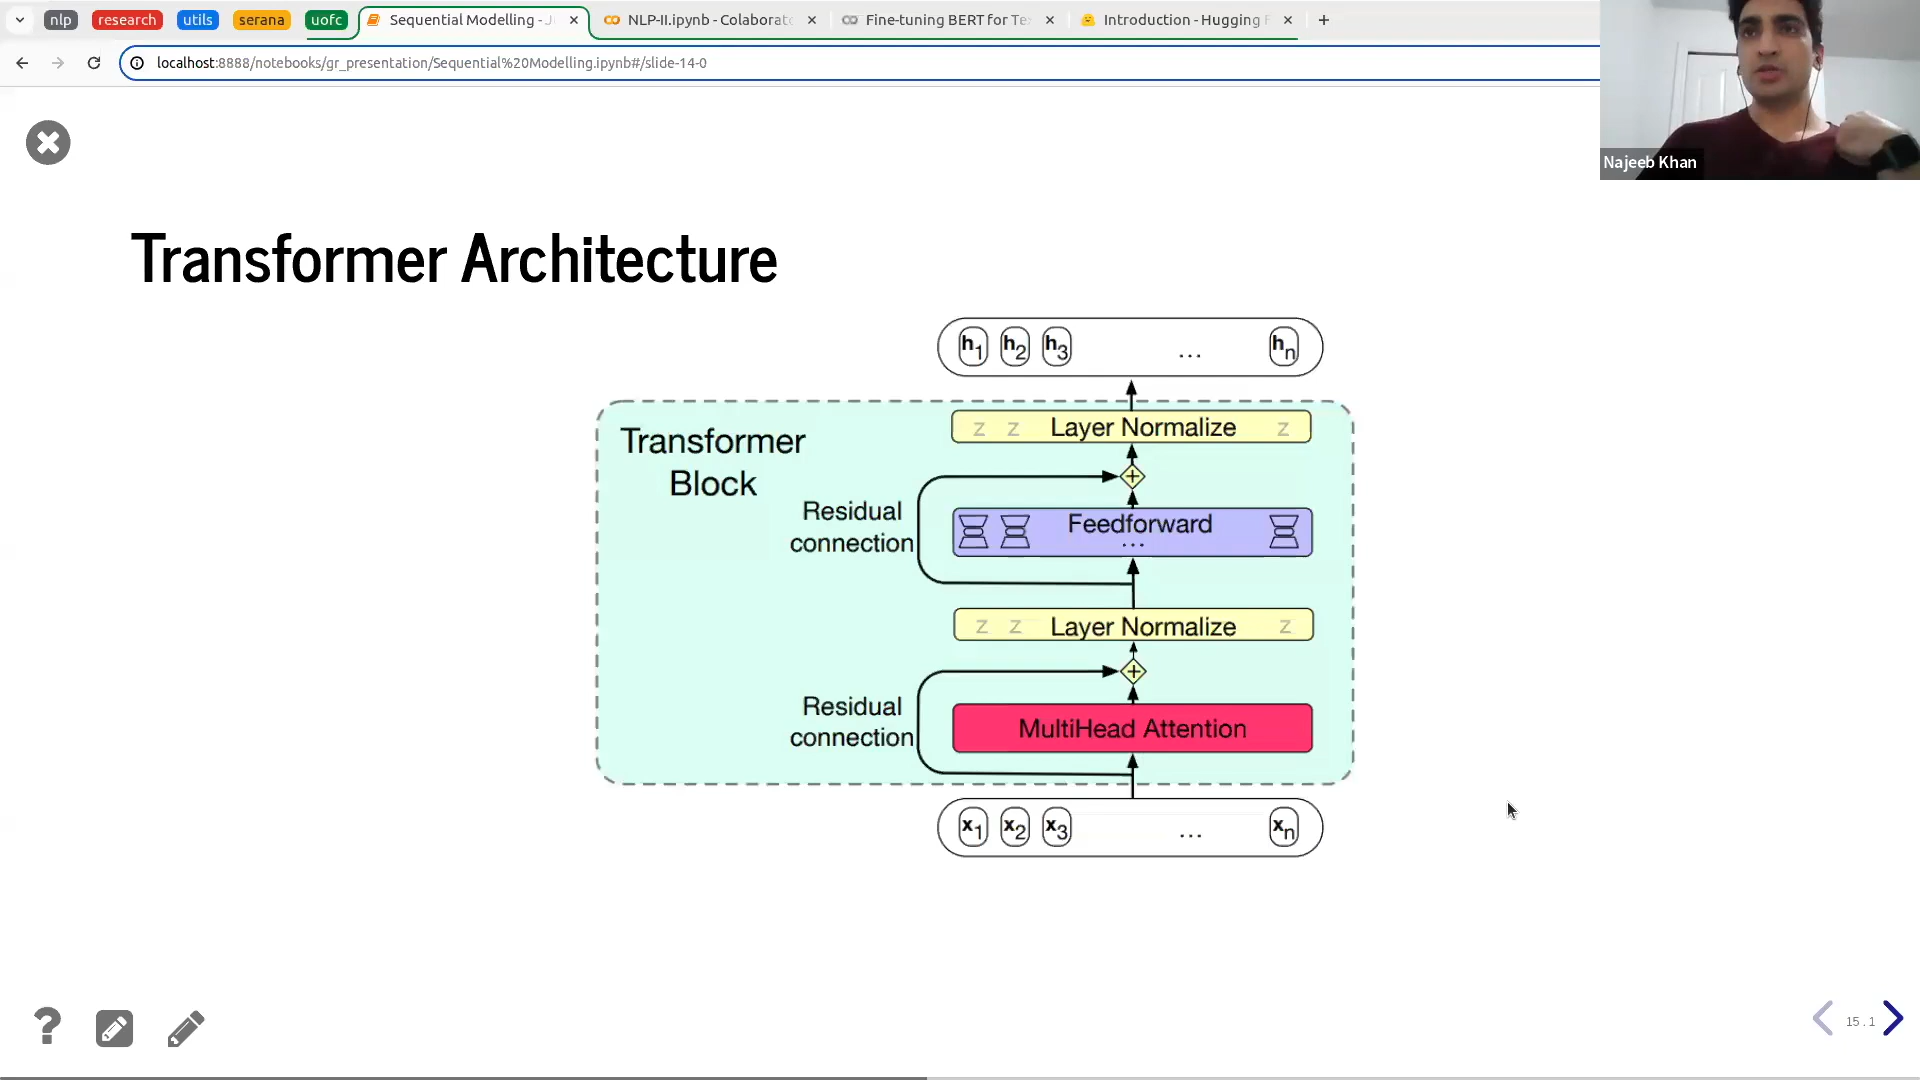 nlp research utils serana uofc Sequential Modelling - J NLP-II.ipynb - Colaborat Fine-tuning BERT for Te Introduction - Hugging F
localhost:8888/notebooks/gr_presentation/Sequential%20Modelling.ipynb#/slide-14-0
Najeeb Khan
Transformer Architecture
h1 h2 h3 ... hn
Transformer
Block
z z Layer Normalize z
Residual
connection
Feedforward
...
z z Layer Normalize z
Residual
connection
MultiHead Attention
x1 x2 x3 ... xn
15.1